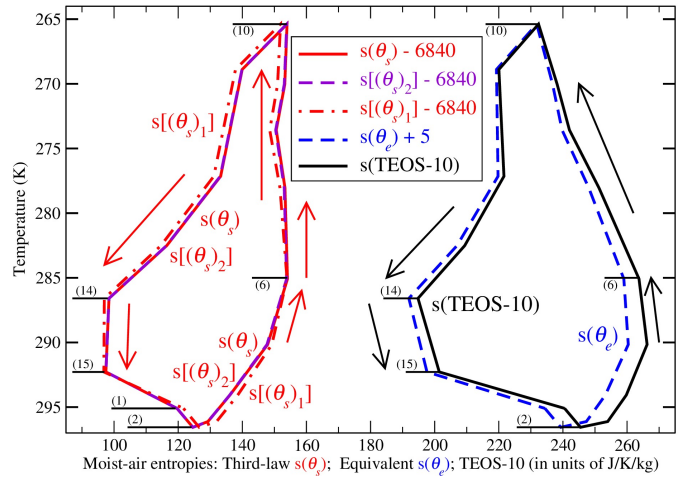 265
270
275
280
285
290
295
Temperature (K)
100
120
140
160
180
200
220
240
260
Moist-air entropies: Third-law s(θs); Equivalent s(θe); TEOS-10 (in units of J/K/kg)
s(θs) - 6840
s[(θs)2] - 6840
s[(θs)1] - 6840
s(θe) + 5
s(TEOS-10)
(10)
(10)
s[(θs)1]
s(θs)
s[(θs)2]
(6)
(6)
(14)
(14)
s(TEOS-10)
s(θs)
s[(θs)2]
s[(θs)1]
s(θe)
(15)
(15)
(1)
(2)
(2)